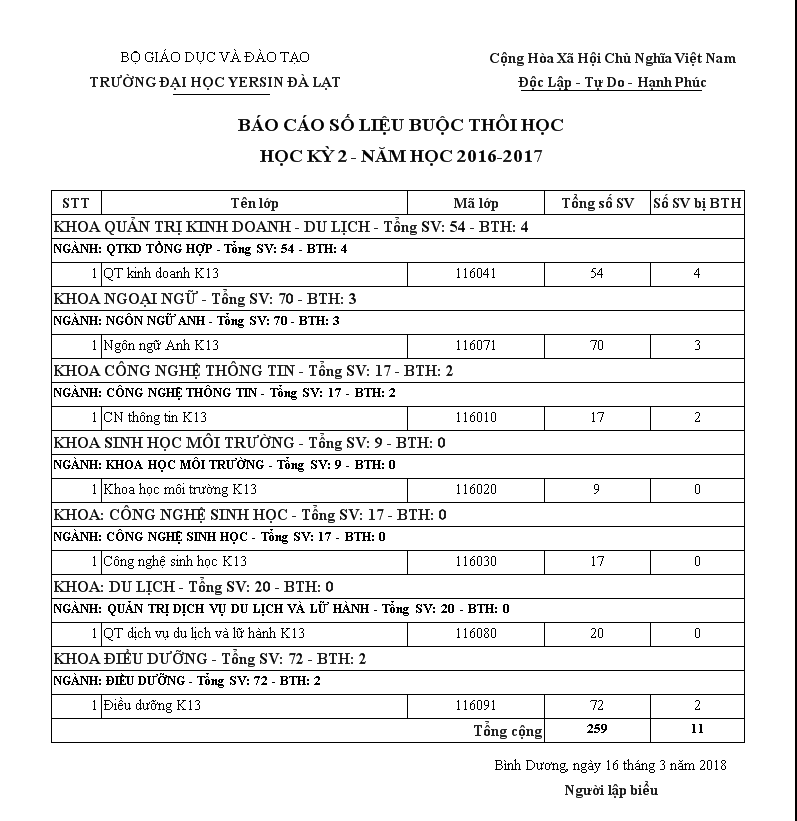 BỘ GIÁO DỤC VÀ ĐÀO TẠO
Cộng Hòa Xã Hội Chủ Nghĩa Việt Nam
TRƯỜNG ĐẠI HỌC YERSIN ĐÀ LẠT
Độc Lập - Tự Do - Hạnh Phúc
BÁO CÁO SỐ LIỆU BUỘC THÔI HỌC
HỌC KỲ 2 - NĂM HỌC 2016-2017
STT Tên lớp Mã lớp Tổng số SV Số SV bị BTH
KHOA QUẢN TRỊ KINH DOANH - DU LỊCH - Tổng SV: 54 - BTH: 4
NGÀNH: QTKD TỔNG HỢP - Tổng SV: 54 - BTH: 4
1 QT kinh doanh K13 116041 54 4
KHOA NGOẠI NGỮ - Tổng SV: 70 - BTH: 3
NGÀNH: NGÔN NGỮ ANH - Tổng SV: 70 - BTH: 3
1 Ngôn ngữ Anh K13 116071 70 3
KHOA CÔNG NGHỆ THÔNG TIN - Tổng SV: 17 - BTH: 2
NGÀNH: CÔNG NGHỆ THÔNG TIN - Tổng SV: 17 - BTH: 2
1 CN thông tin K13 116010 17 2
KHOA SINH HỌC MÔI TRƯỜNG - Tổng SV: 9 - BTH: 0
NGÀNH: KHOA HỌC MÔI TRƯỜNG - Tổng SV: 9 - BTH: 0
1 Khoa học môi trường K13 116020 9 0
KHOA: CÔNG NGHỆ SINH HỌC - Tổng SV: 17 - BTH: 0
NGÀNH: CÔNG NGHỆ SINH HỌC - Tổng SV: 17 - BTH: 0
1 Công nghệ sinh học K13 116030 17 0
KHOA: DU LỊCH - Tổng SV: 20 - BTH: 0
NGÀNH: QUẢN TRỊ DỊCH VỤ DU LỊCH VÀ LỮ HÀNH - Tổng SV: 20 - BTH: 0
1 QT dịch vụ du lịch và lữ hành K13 116080 20 0
KHOA ĐIỀU DƯỠNG - Tổng SV: 72 - BTH: 2
NGÀNH: ĐIỀU DƯỠNG - Tổng SV: 72 - BTH: 2
1 Điều dưỡng K13 116091 72 2
Tổng cộng 259 11
Bình Dương, ngày 16 tháng 3 năm 2018
Người lập biểu